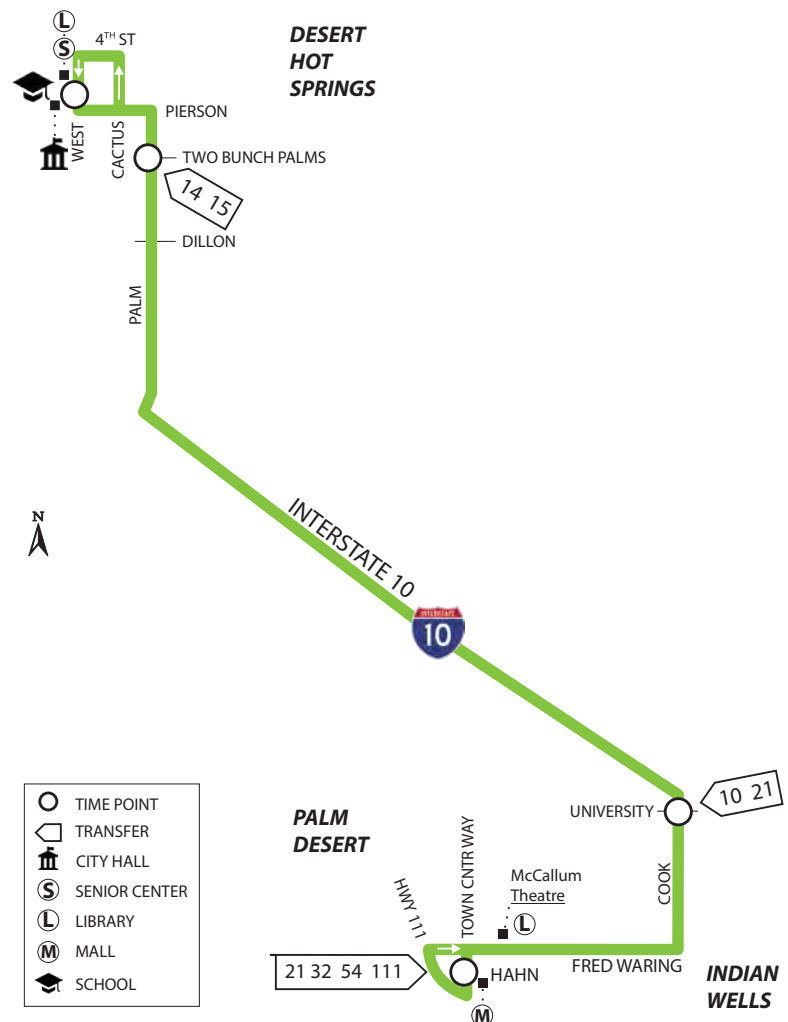 L
S
4TH ST
DESERT
HOT
SPRINGS
PIERSON
WEST
CACTUS
TWO BUNCH PALMS
14 15
DILLON
PALM
N
INTERSTATE 10
INTERSTATE
10
TIME POINT
TRANSFER
CITY HALL
S SENIOR CENTER
L LIBRARY
M MALL
SCHOOL
PALM
DESERT
UNIVERSITY
10 21
COOK
TOWN CNTR WAY
HWY 111
McCallum
Theatre
L
21 32 54 111
HAHN
FRED WARING
M
INDIAN
WELLS